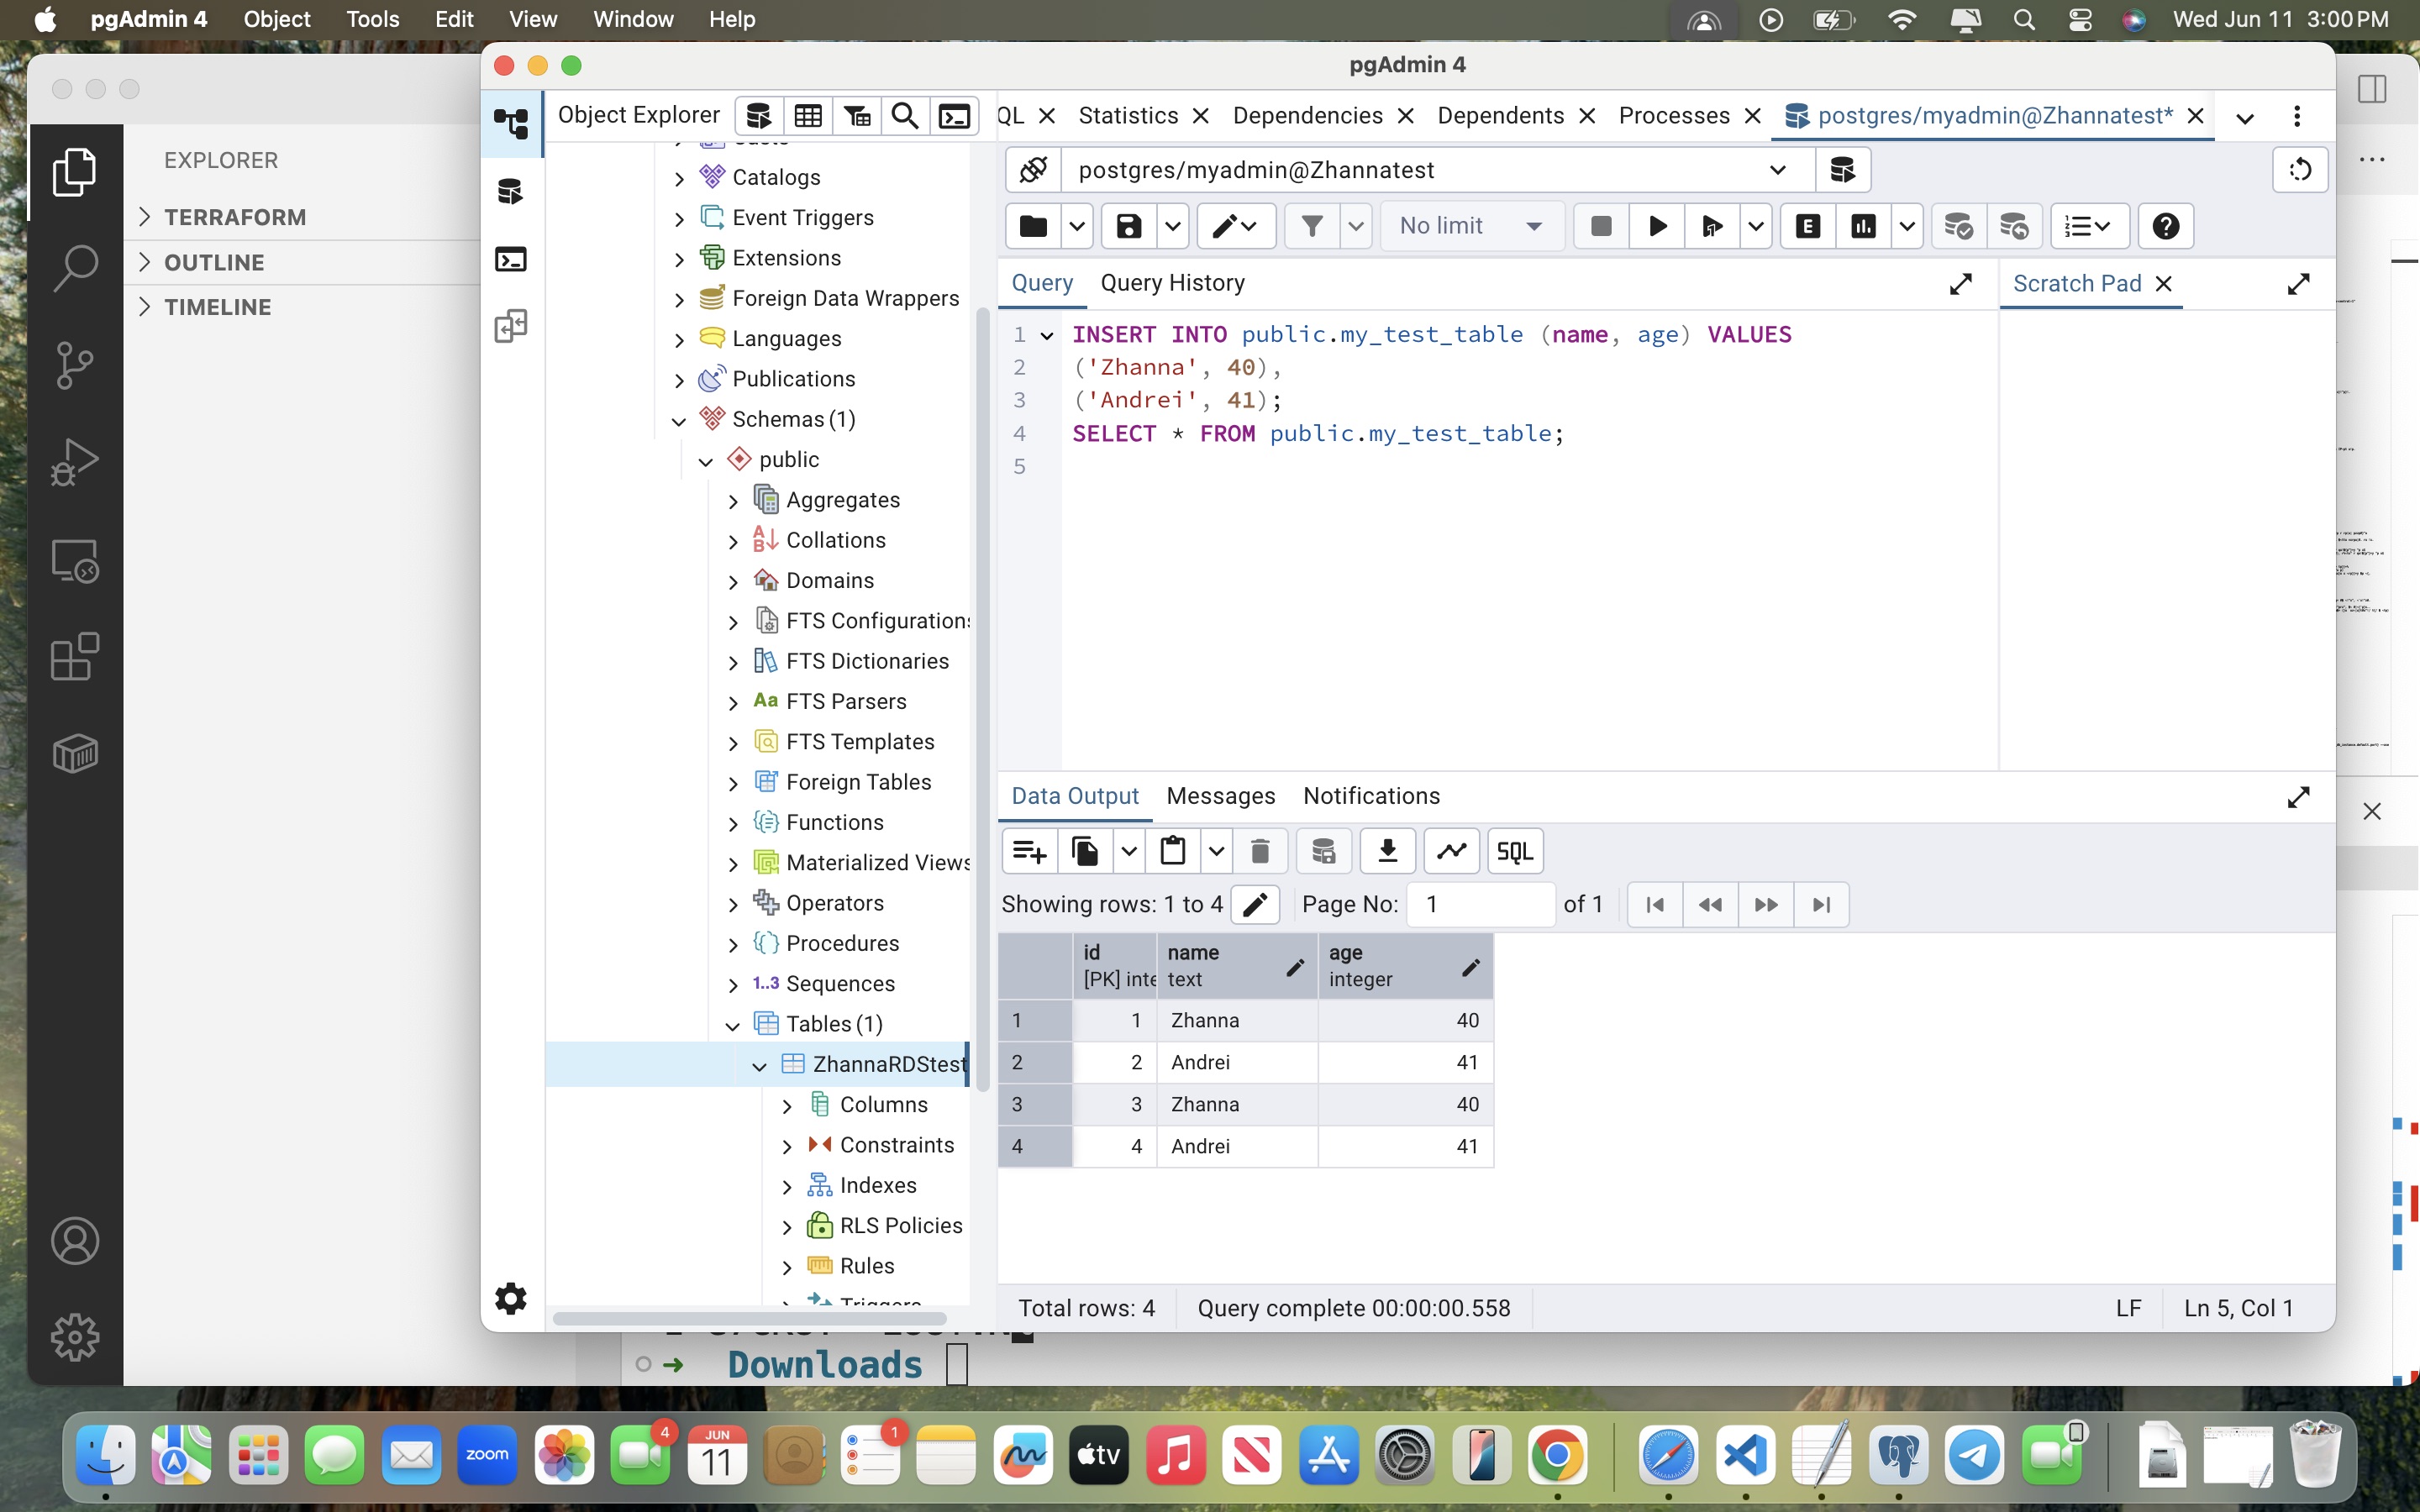 pgAdmin 4 Object Tools Edit View Window Help
Wed Jun 11 3:00 PM
pgAdmin 4
EXPLORER
TERRAFORM
OUTLINE
TIMELINE
Object Explorer
Catalogs
Event Triggers
Extensions
Foreign Data Wrappers
Languages
Publications
Schemas (1)
public
Aggregates
Collations
Domains
FTS Configurations
FTS Dictionaries
Aa FTS Parsers
FTS Templates
Foreign Tables
Functions
Materialized Views
Operators
Procedures
1..3 Sequences
Tables (1)
ZhannaRDStest
Columns
Constraints
Indexes
RLS Policies
Rules
Triggers
QL Statistics Dependencies Dependents Processes postgres/myadmin@Zhannatest*
postgres/myadmin@Zhannatest
No limit E
Query Query History
Scratch Pad
1 INSERT INTO public.my_test_table (name, age) VALUES
2 ('Zhanna', 40),
3 ('Andrei', 41);
4 SELECT * FROM public.my_test_table;
5
Data Output Messages Notifications
SQL
Showing rows: 1 to 4 Page No: 1 of 1
id name age
[PK] inte text integer
1 1 Zhanna 40
2 2 Andrei 41
3 3 Zhanna 40
4 4 Andrei 41
Total rows: 4 Query complete 00:00:00.558 LF Ln 5, Col 1
Downloads
zoom
4
JUN
11
1
tv